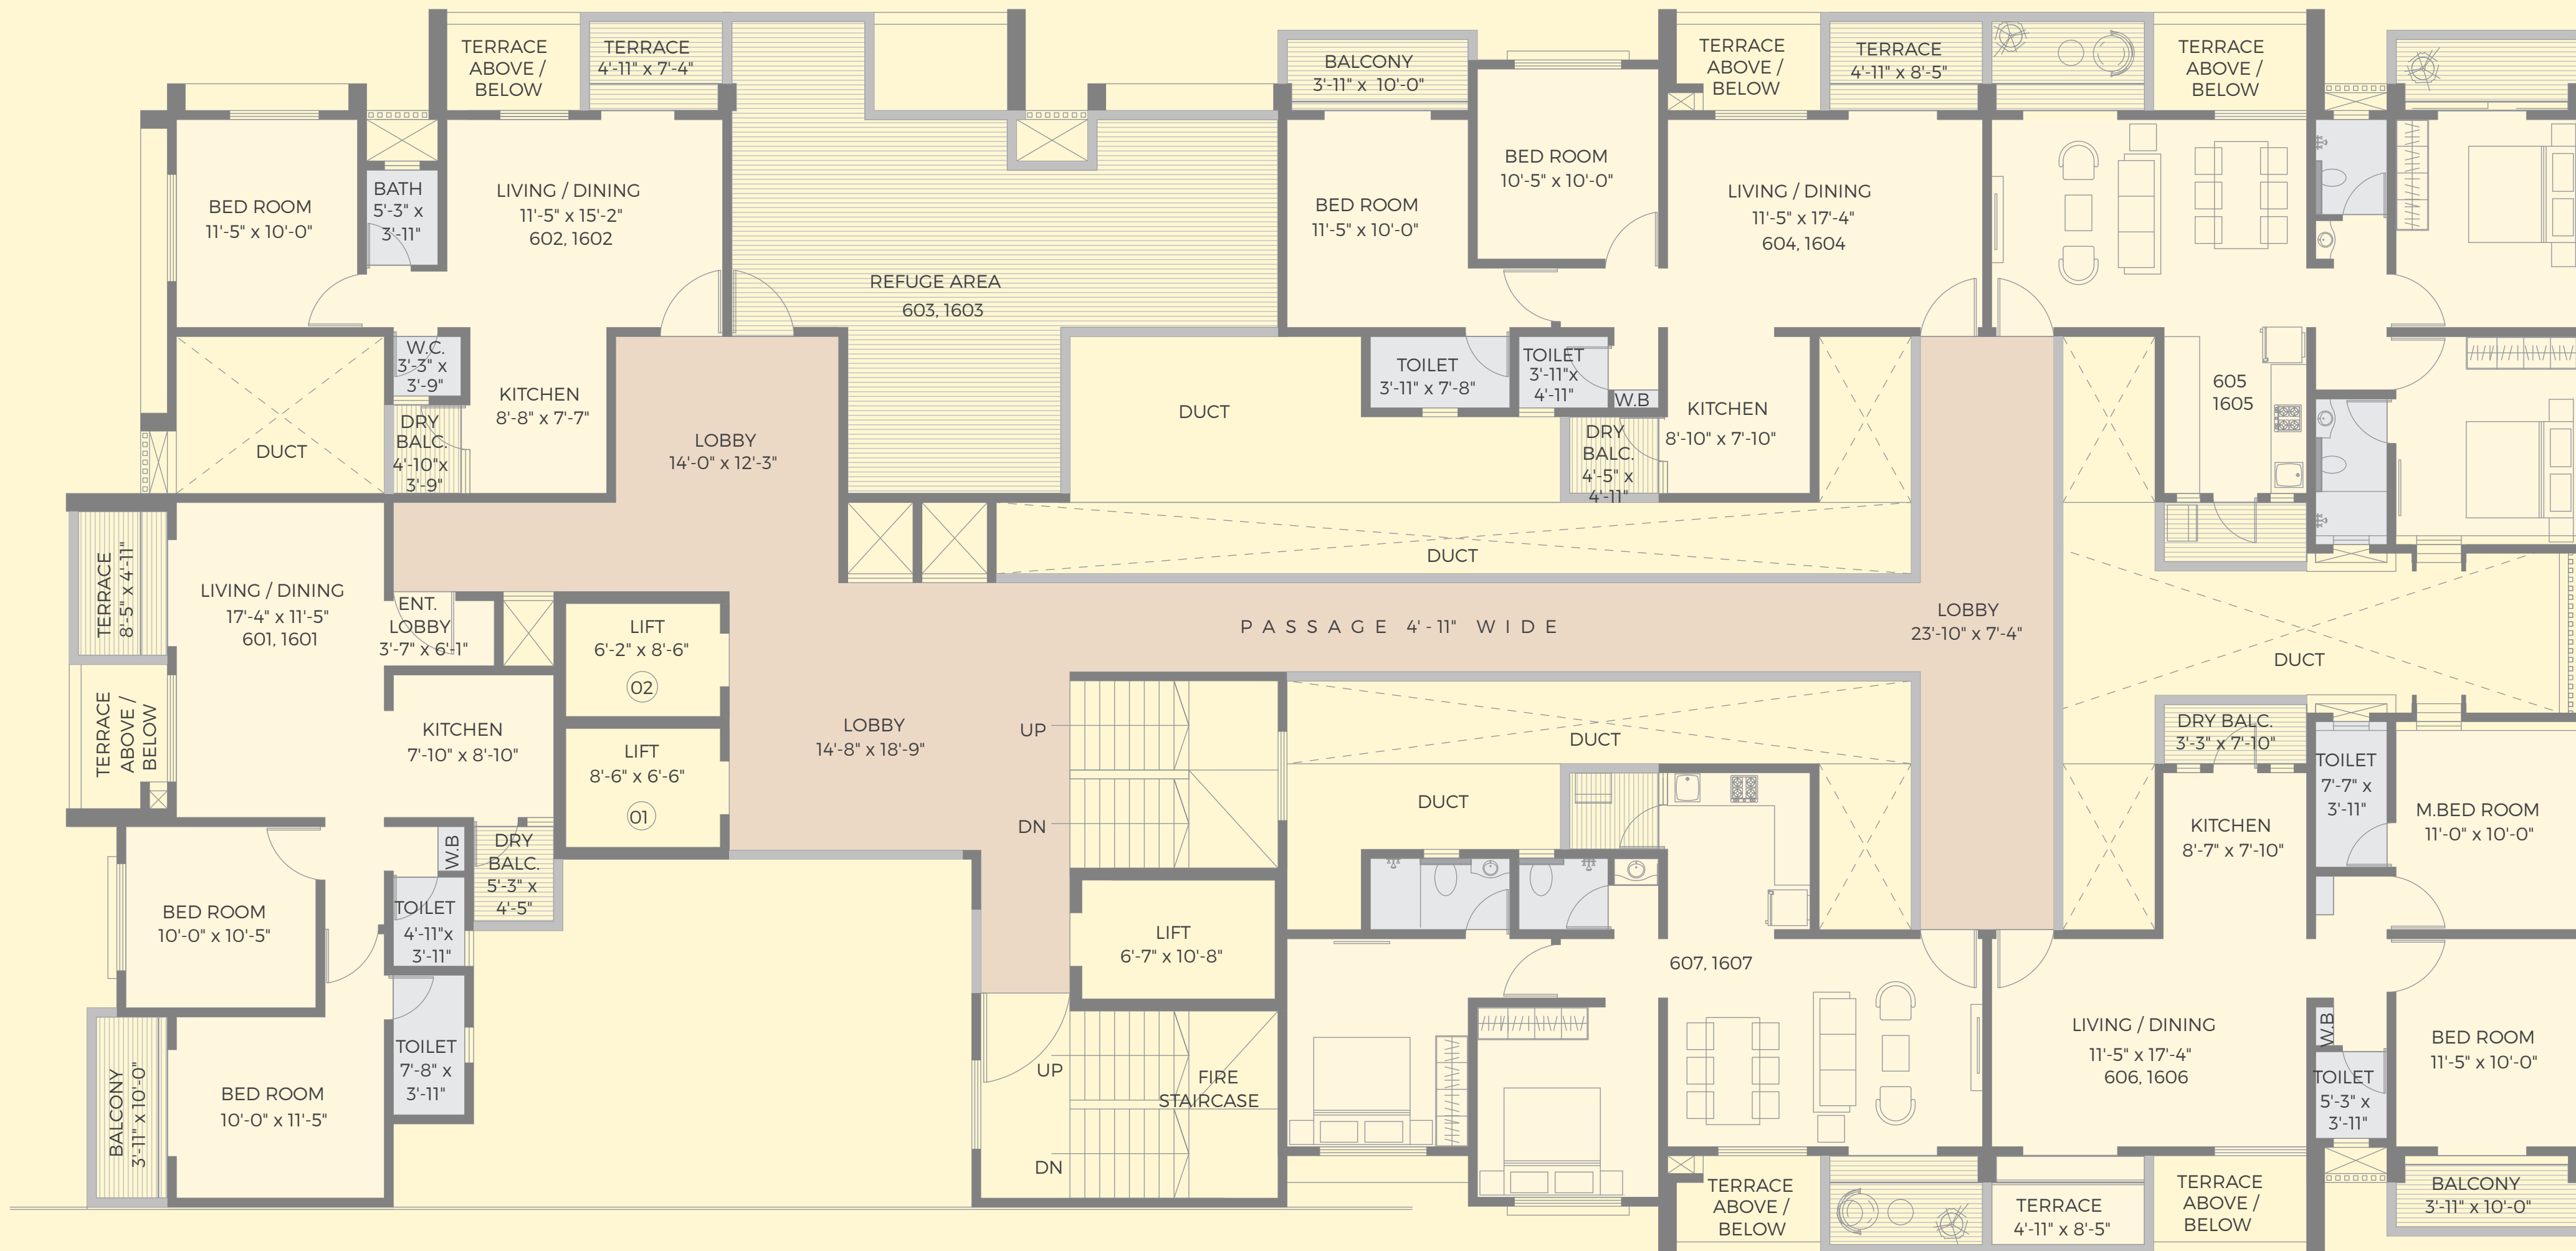 TERRACE
ABOVE /
BELOW
TERRACE
4'-11" x 7'-4"
BALCONY
3'-11" x 10'-0"
TERRACE
ABOVE /
BELOW
TERRACE
4'-11" x 8'-5"
TERRACE
ABOVE /
BELOW
BED ROOM
11'-5" x 10'-0"
BATH
5'-3" x
3'-11"
LIVING / DINING
11'-5" x 15'-2"
602, 1602
REFUGE AREA
603, 1603
BED ROOM
11'-5" x 10'-0"
BED ROOM
10'-5" x 10'-0"
LIVING / DINING
11'-5" x 17'-4"
604, 1604
W.C.
3'-3" x
3'-9"
DUCT
DRY
BALC.
4'-10"x
3'-9"
KITCHEN
8'-8" x 7'-7"
LOBBY
14'-0" x 12'-3"
DUCT
TOILET
3'-11" x 7'-8"
TOILET
3'-11"x
4'-11"
W.B
DRY
BALC.
4'-5" x
4'-11"
KITCHEN
8'-10" x 7'-10"
605
1605
DUCT
TERRACE
8'-5" x 4'-11"
LIVING / DINING
17'-4" x 11'-5"
601, 1601
ENT.
LOBBY
3'-7" x 6'-1"
LIFT
6'-2" x 8'-6"
02
PASSAGE 4'-11" WIDE
LOBBY
23'-10" x 7'-4"
DUCT
TERRACE
ABOVE /
BELOW
KITCHEN
7'-10" x 8'-10"
LIFT
8'-6" x 6'-6"
01
LOBBY
14'-8" x 18'-9"
UP
DN
DUCT
DUCT
DRY BALC.
3'-3" x 7'-10"
TOILET
7'-7" x
3'-11"
M.BED ROOM
11'-0" x 10'-0"
KITCHEN
8'-7" x 7'-10"
W.B
DRY
BALC.
5'-3" x
4'-5"
BED ROOM
10'-0" x 10'-5"
TOILET
4'-11"x
3'-11"
LIFT
6'-7" x 10'-8"
607, 1607
LIVING / DINING
11'-5" x 17'-4"
606, 1606
W.B
BED ROOM
11'-5" x 10'-0"
TOILET
7'-8" x
3'-11"
BALCONY
3'-11" x 10'-0"
BED ROOM
10'-0" x 11'-5"
UP
FIRE
STAIRCASE
DN
TOILET
5'-3" x
3'-11"
TERRACE
ABOVE /
BELOW
TERRACE
4'-11" x 8'-5"
TERRACE
ABOVE /
BELOW
BALCONY
3'-11" x 10'-0"